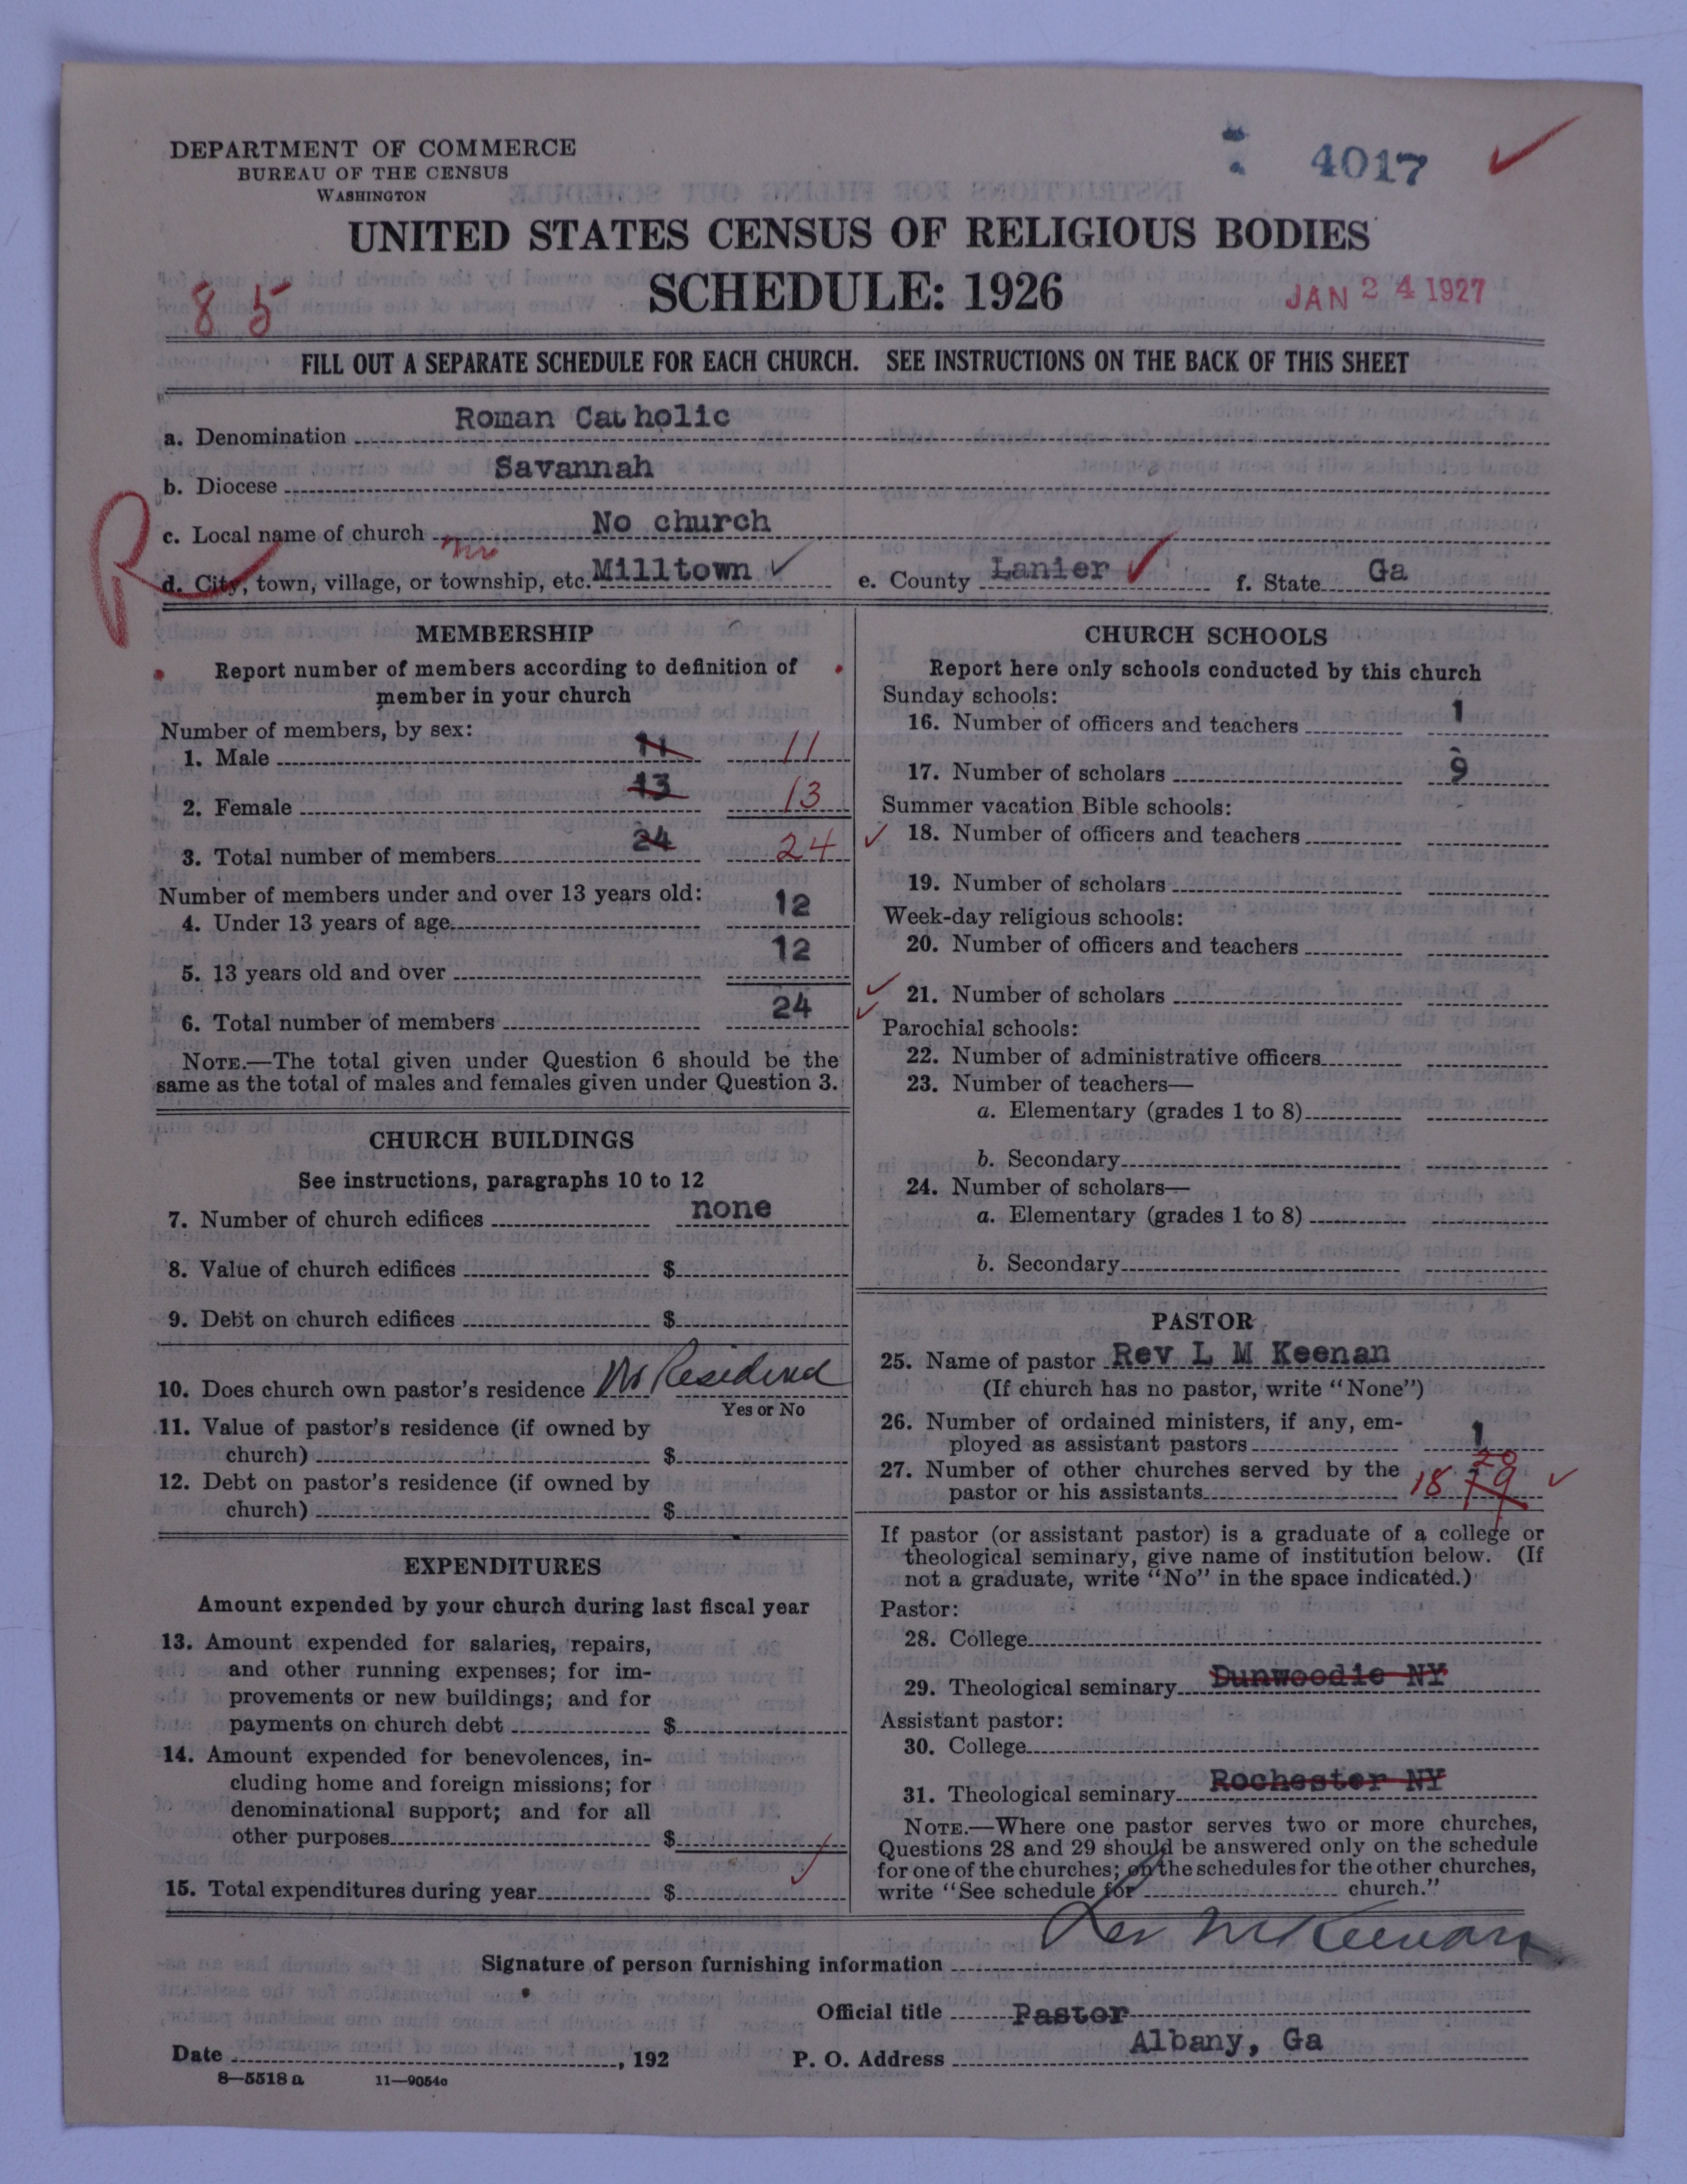 DEPARTMENT OF COMMERCE
BUREAU OF THE CENSUS
WASHINGTON
4017
UNITED STATES CENSUS OF RELIGIOUS BODIES
SCHEDULE: 1926
85
JAN 24 1927
FILL OUT A SEPARATE SCHEDULE FOR EACH CHURCH. SEE INSTRUCTIONS ON THE BACK OF THIS SHEET
a. Denomination Roman Catholic
b. Diocese Savannah
c. Local name of church No church
R
d. City, town, village, or township, etc. Milltown ✓ e. County Lanier f. State Ga
MEMBERSHIP
Report number of members according to definition of
member in your church
Number of members, by sex:
1. Male 11 11
2. Female 13 13
3. Total number of members 24 24
Number of members under and over 13 years old:
4. Under 13 years of age 12
5. 13 years old and over 12
6. Total number of members 24
NOTE.—The total given under Question 6 should be the
same as the total of males and females given under Question 3.
CHURCH BUILDINGS
See instructions, paragraphs 10 to 12
7. Number of church edifices none
8. Value of church edifices $
9. Debt on church edifices $
10. Does church own pastor's residence No Residence
Yes or No
11. Value of pastor's residence (if owned by
church) $
12. Debt on pastor's residence (if owned by
church) $
EXPENDITURES
Amount expended by your church during last fiscal year
13. Amount expended for salaries, repairs,
and other running expenses; for im-
provements or new buildings; and for
payments on church debt $
14. Amount expended for benevolences, in-
cluding home and foreign missions; for
denominational support; and for all
other purposes $
15. Total expenditures during year $
CHURCH SCHOOLS
Report here only schools conducted by this church
Sunday schools:
16. Number of officers and teachers 1
17. Number of scholars 9
Summer vacation Bible schools:
18. Number of officers and teachers
19. Number of scholars
Week-day religious schools:
20. Number of officers and teachers
21. Number of scholars
Parochial schools:
22. Number of administrative officers
23. Number of teachers—
a. Elementary (grades 1 to 8)
b. Secondary
24. Number of scholars—
a. Elementary (grades 1 to 8)
b. Secondary
PASTOR
25. Name of pastor Rev L M Keenan
(If church has no pastor, write "None")
26. Number of ordained ministers, if any, em-
ployed as assistant pastors 1
27. Number of other churches served by the
pastor or his assistants 18
If pastor (or assistant pastor) is a graduate of a college or
theological seminary, give name of institution below. (If
not a graduate, write "No" in the space indicated.)
Pastor:
28. College
29. Theological seminary Dunwoodie NY
Assistant pastor:
30. College
31. Theological seminary Rochester NY
NOTE.—Where one pastor serves two or more churches,
Questions 28 and 29 should be answered only on the schedule
for one of the churches; on the schedules for the other churches,
write "See schedule for church."
Signature of person furnishing information Leo M Keenan
Official title Pastor
Date , 192 P. O. Address Albany, Ga
8—5518 a 11—9054o